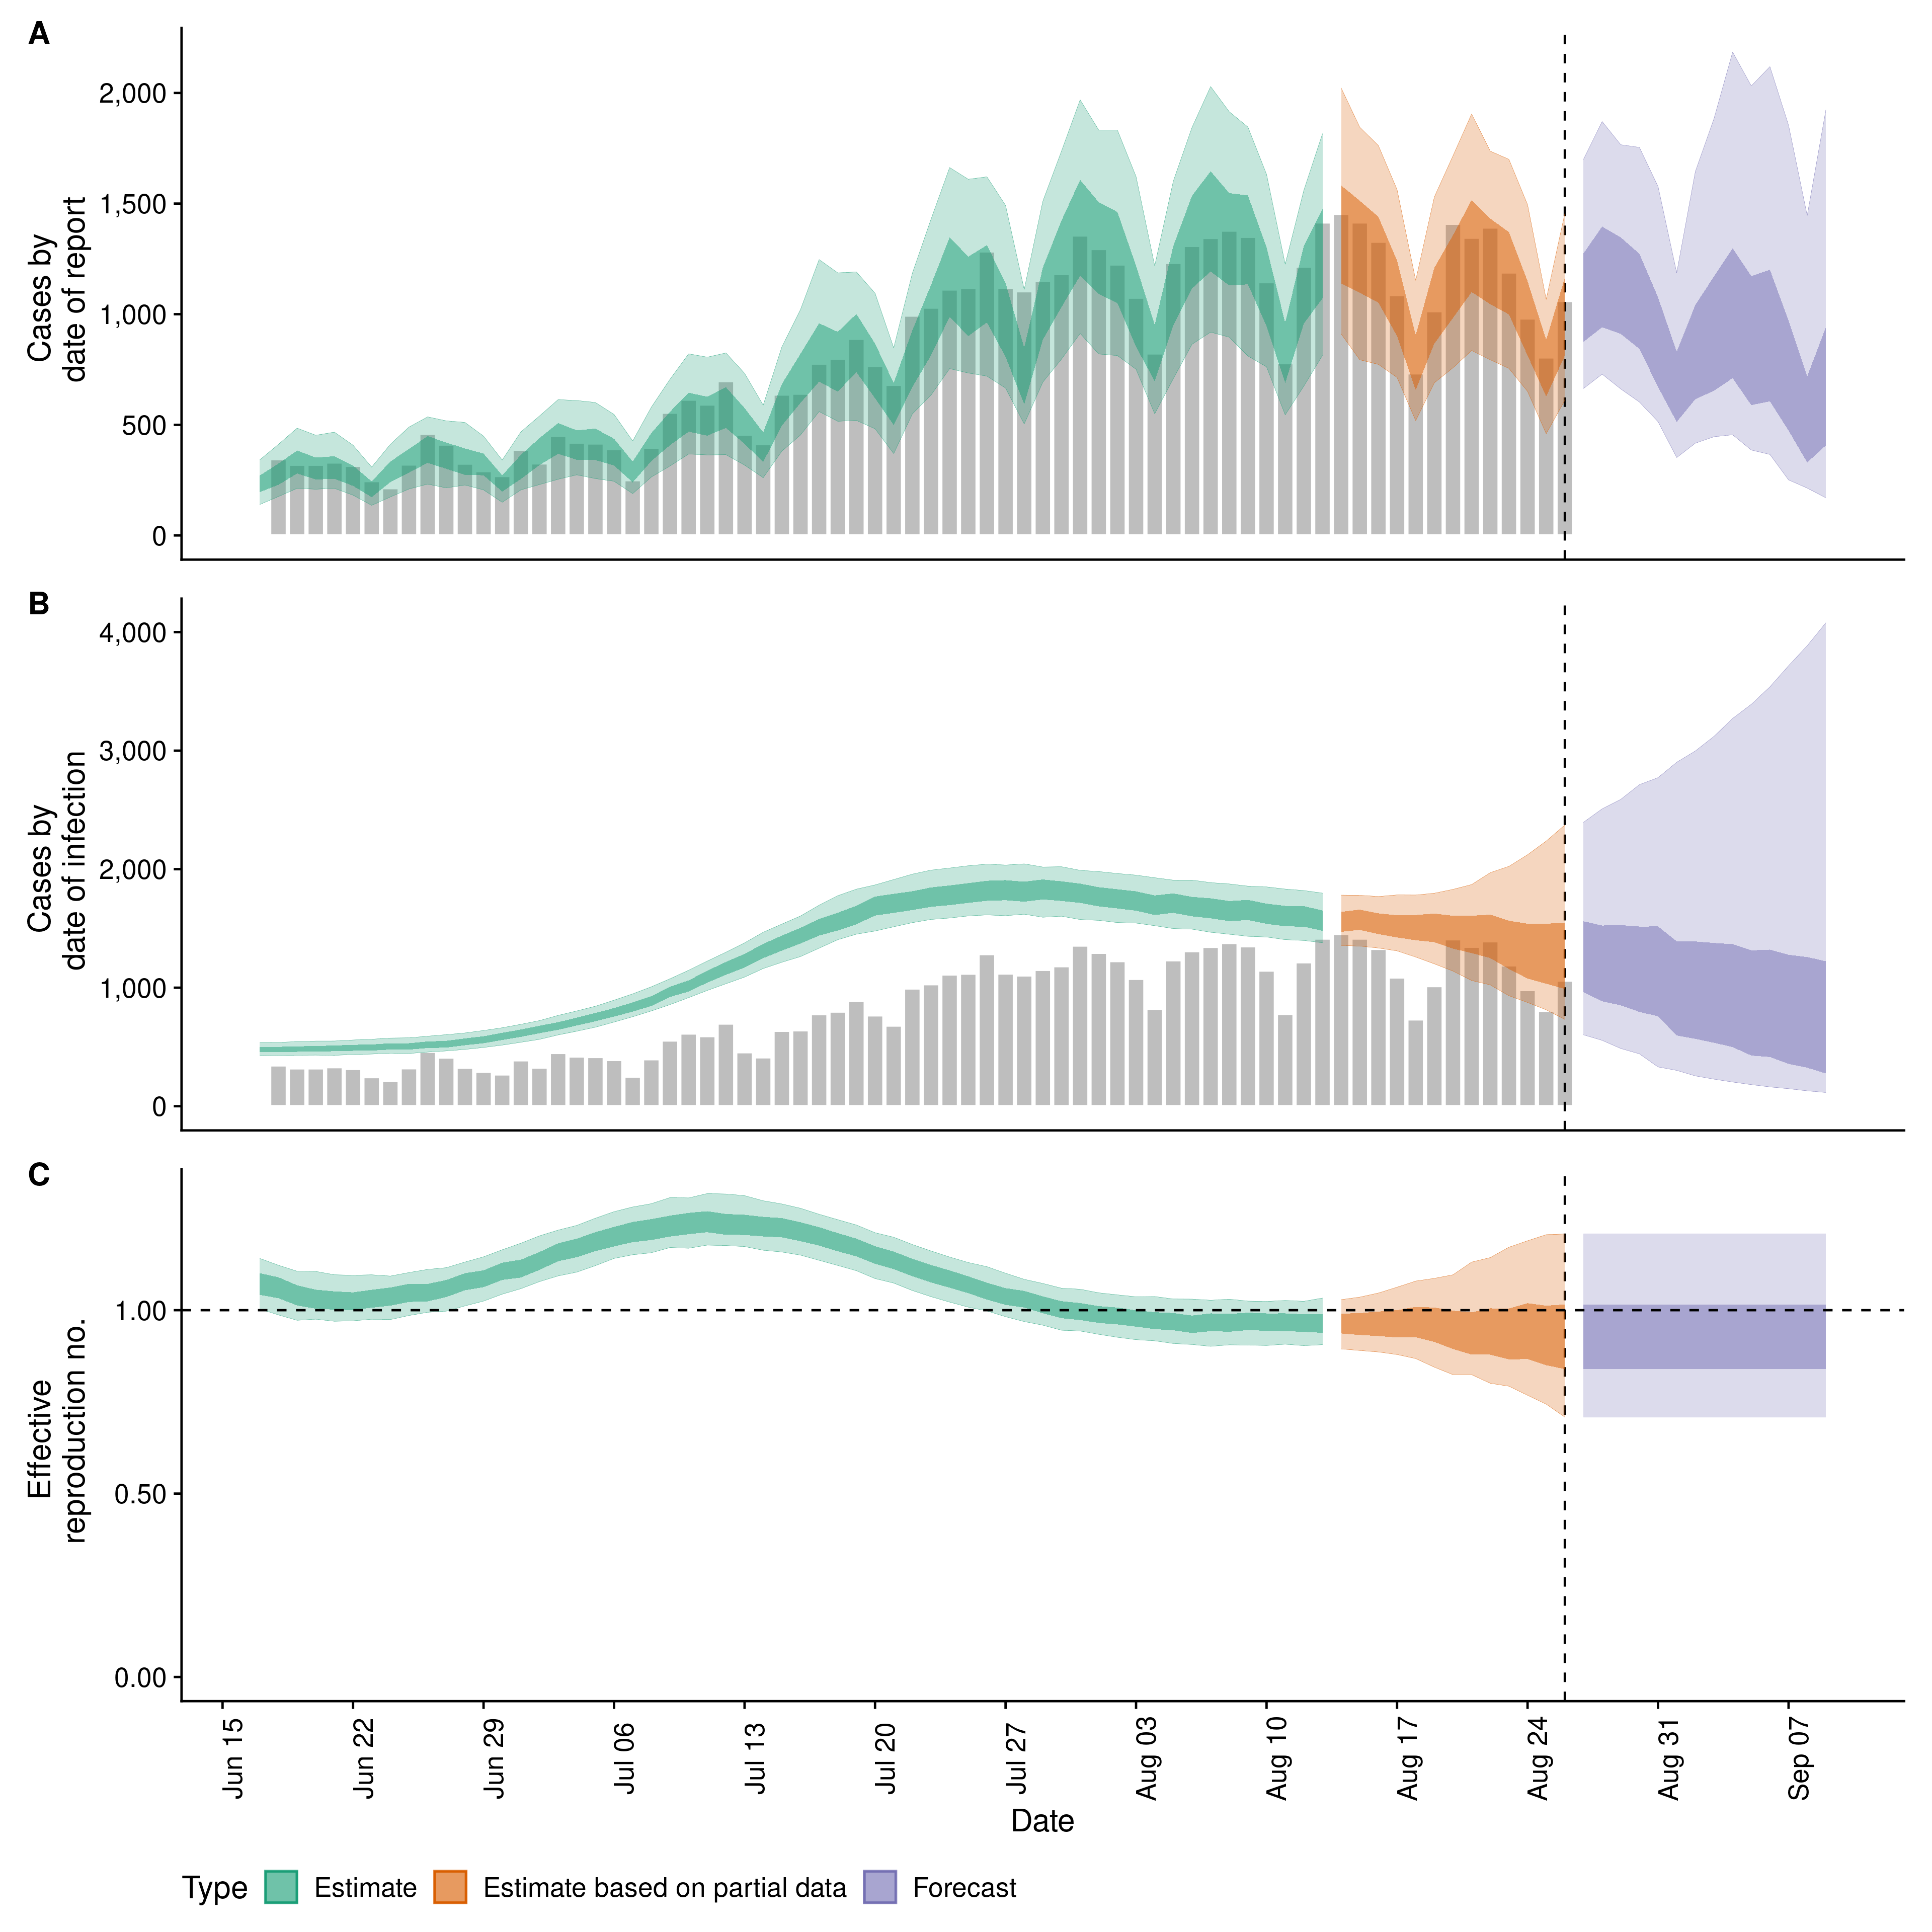 A
Cases by
date of report
2,000
1,500
1,000
500
0
B
Cases by
date of infection
4,000
3,000
2,000
1,000
0
C
Effective
reproduction no.
1.00
0.50
0.00
Jun 15
Jun 22
Jun 29
Jul 06
Jul 13
Jul 20
Jul 27
Aug 03
Aug 10
Aug 17
Aug 24
Aug 31
Sep 07
Date
Type
Estimate
Estimate based on partial data
Forecast